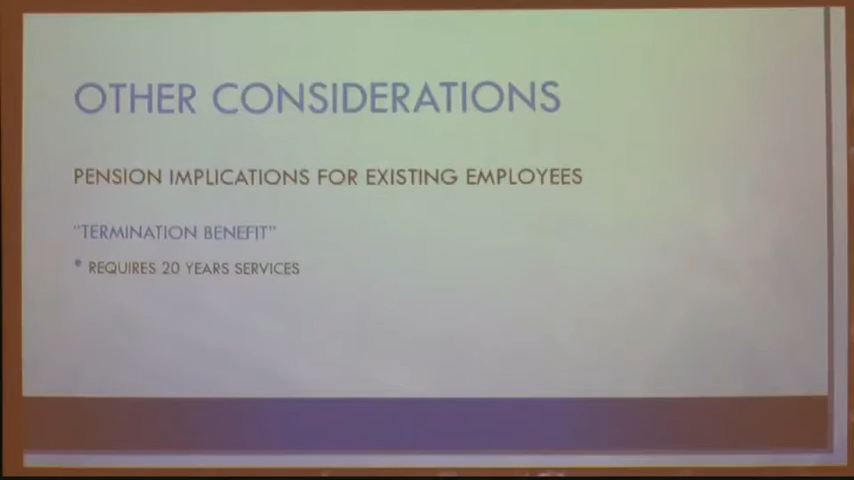 OTHER CONSIDERATIONS
PENSION IMPLICATIONS FOR EXISTING EMPLOYEES
"TERMINATION BENEFIT"
* REQUIRES 20 YEARS SERVICES